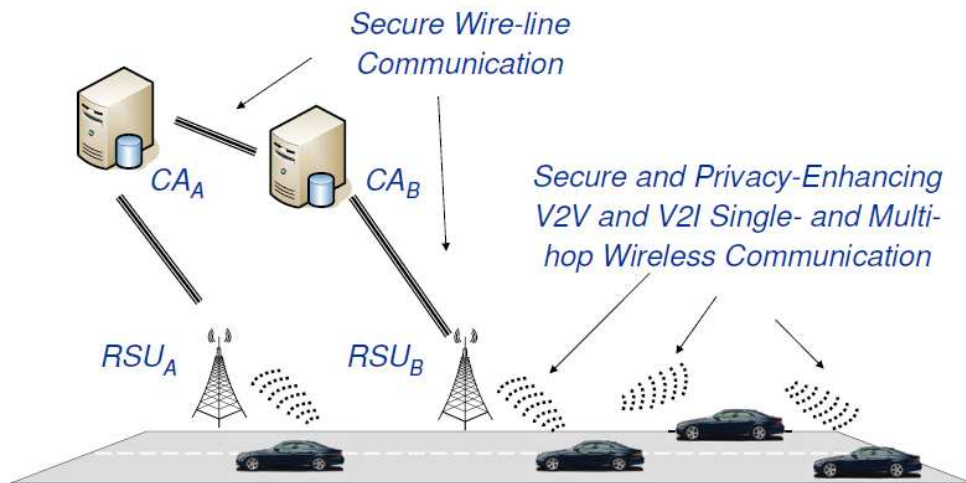 Secure Wire-line
Communication
CA_A
CA_B
Secure and Privacy-Enhancing
V2V and V2I Single- and Multi-
hop Wireless Communication
RSU_A
RSU_B